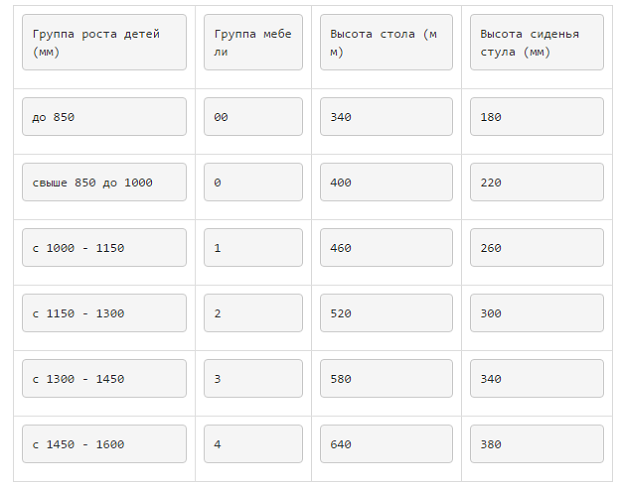 Группа роста детей
(мм)
Группа мебе
ли
Высота стола (м
м)
Высота сиденья
стула (мм)
до 850
00
340
180
свыше 850 до 1000
0
400
220
с 1000 - 1150
1
460
260
с 1150 - 1300
2
520
300
с 1300 - 1450
3
580
340
с 1450 - 1600
4
640
380